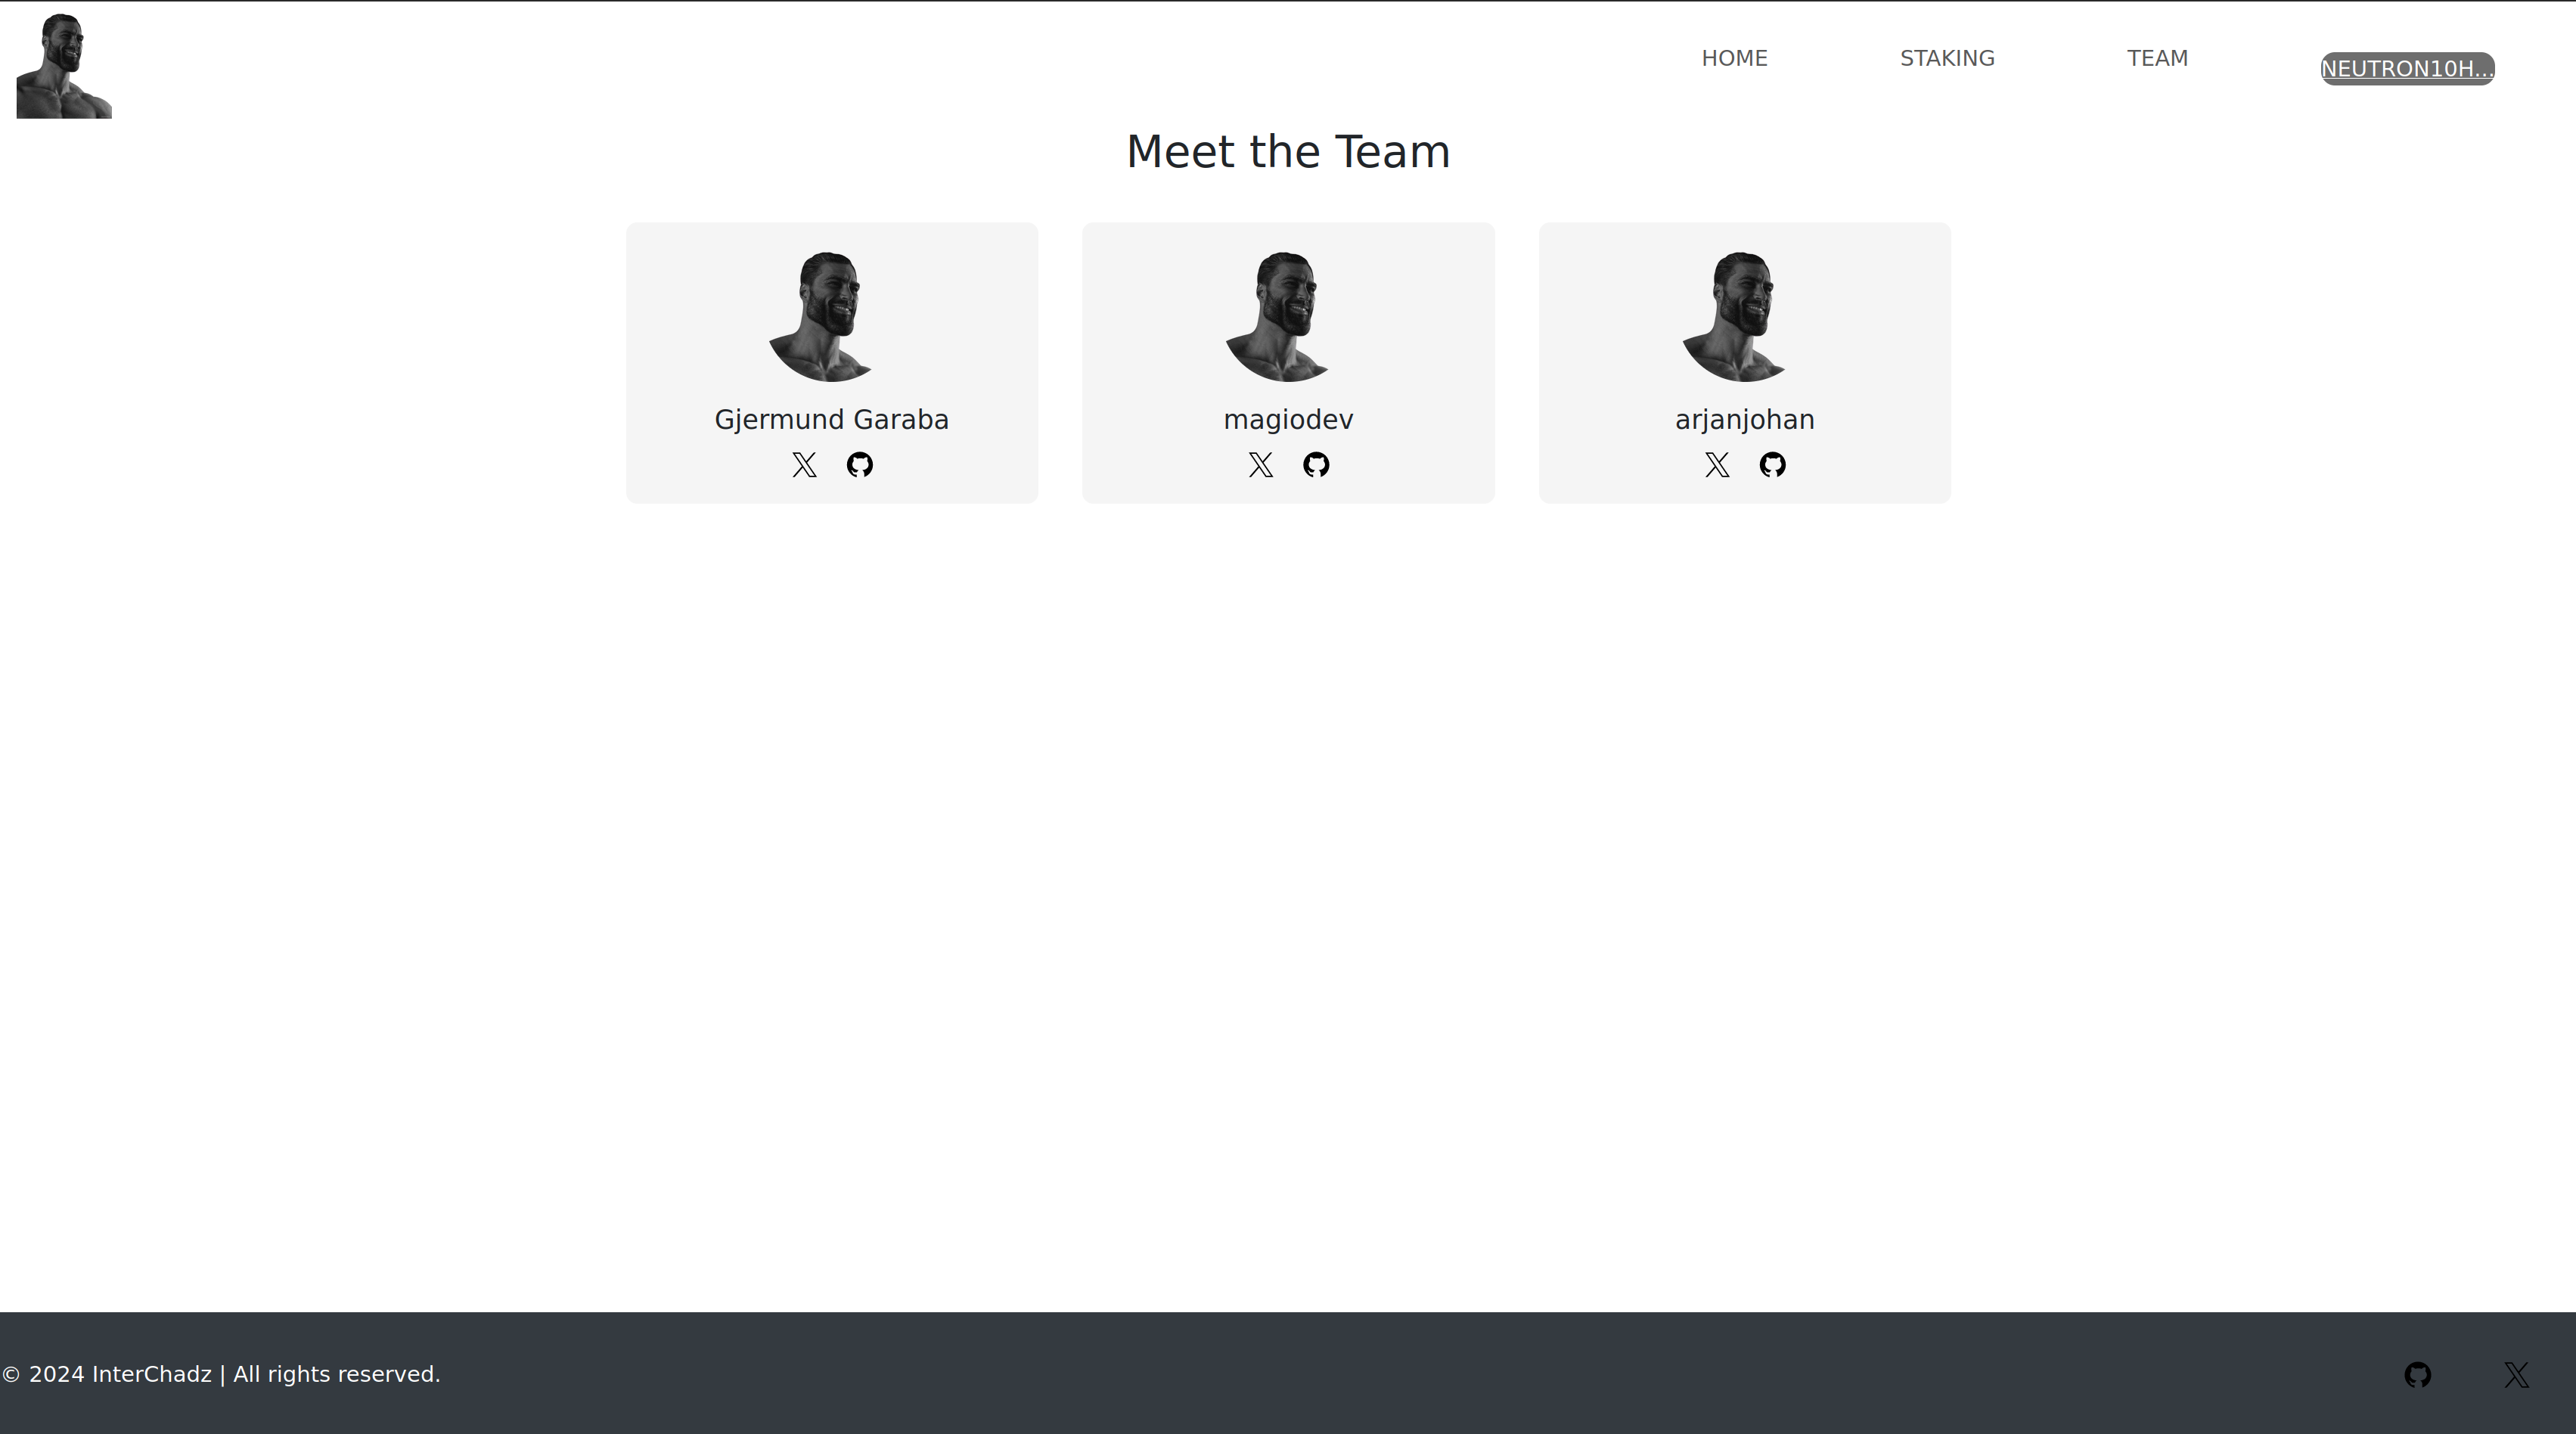 HOME STAKING TEAM NEUTRON10H...
Meet the Team
Gjermund Garaba magiodev arjanjohan
© 2024 InterChadz | All rights reserved.